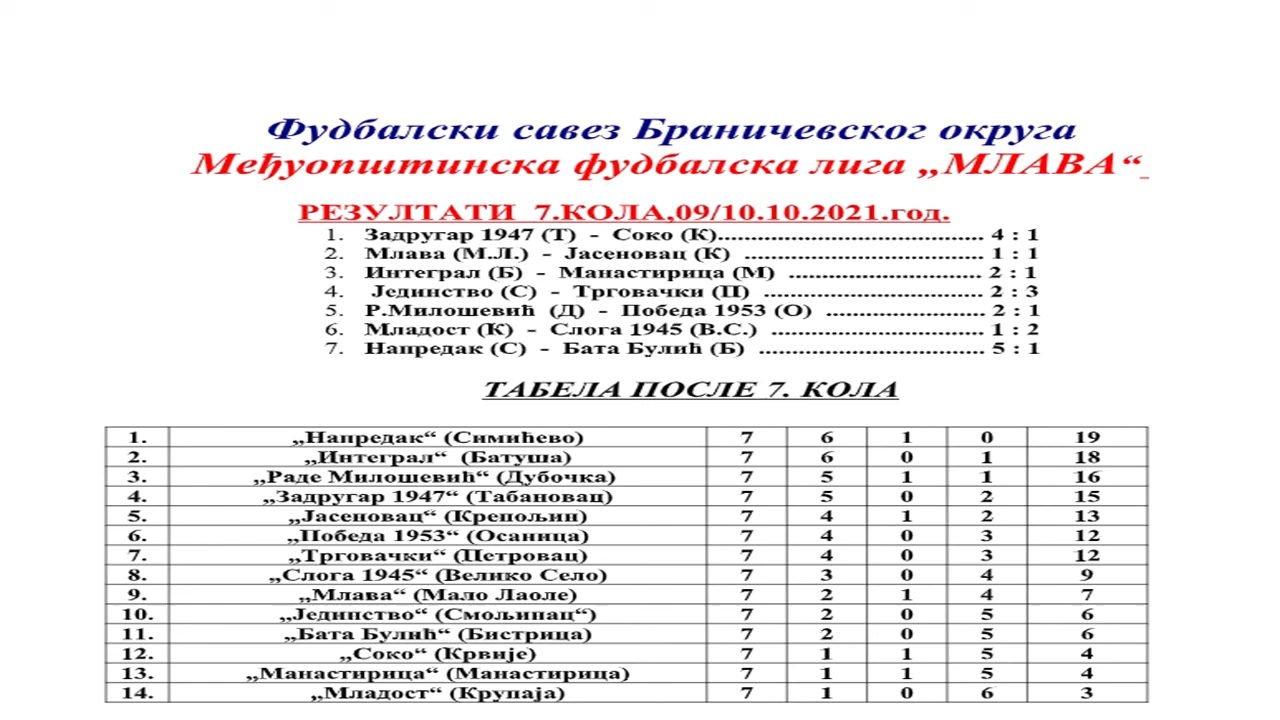 Фудбалски савез Браничевског округа
Међуопштинска фудбалска лига „МЛАВА“
РЕЗУЛТАТИ 7.КОЛА,09/10.10.2021.год.
1. Задругар 1947 (Т) - Соко (К)........................................ 4 : 1
2. Млава (М.Л.) - Јасеновац (К) .................................... 1 : 1
3. Интеграл (Б) - Манастирица (М) ............................. 2 : 1
4. Јединство (С) - Трговачки (П) ................................. 2 : 3
5. Р.Милошевић (Д) - Победа 1953 (О) ........................ 2 : 1
6. Младост (К) - Слога 1945 (В.С.) ................................ 1 : 2
7. Напредак (С) - Бата Булић (Б) .................................. 5 : 1
ТАБЕЛА ПОСЛЕ 7. КОЛА
1. „Напредак“ (Симићево) 7 6 1 0 19
2. „Интеграл“ (Батуша) 7 6 0 1 18
3. „Раде Милошевић“ (Дубочка) 7 5 1 1 16
4. „Задругар 1947“ (Табановац) 7 5 0 2 15
5. „Јасеновац“ (Крепољин) 7 4 1 2 13
6. „Победа 1953“ (Осаница) 7 4 0 3 12
7. „Трговачки“ (Петровац) 7 4 0 3 12
8. „Слога 1945“ (Велико Село) 7 3 0 4 9
9. „Млава“ (Мало Лаоле) 7 2 1 4 7
10. „Јединство“ (Смољинац“) 7 2 0 5 6
11. „Бата Булић“ (Бистрица) 7 2 0 5 6
12. „Соко“ (Крвије) 7 1 1 5 4
13. „Манастирица“ (Манастирица) 7 1 1 5 4
14. „Младост“ (Крупаја) 7 1 0 6 3